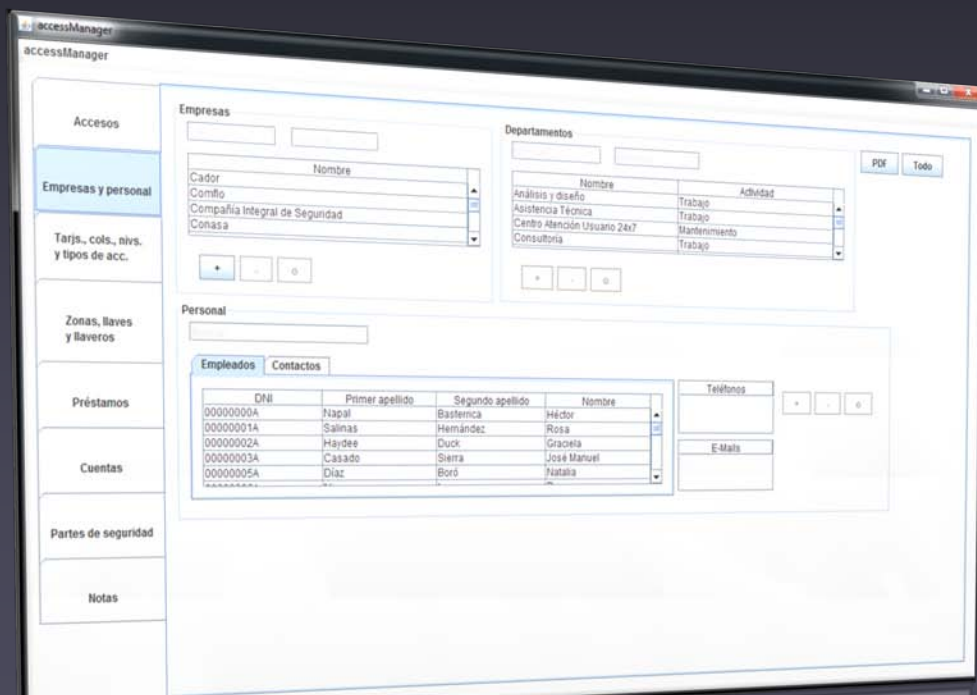 accessManager
accessManager
Accesos
Empresas y personal
Tarjs., cols., nivs.
y tipos de acc.
Zonas, llaves
y llaveros
Préstamos
Cuentas
Partes de seguridad
Notas
Empresas
Nombre
Cador
Comfio
Compañía Integral de Seguridad
Conasa
+ - o
Departamentos
Nombre Actividad
Análisis y diseño Trabajo
Asistencia Técnica Trabajo
Centro Atención Usuario 24x7 Mantenimiento
Consultoría Trabajo
+ - o
PDF Todo
Personal
Empleados Contactos
DNI Primer apellido Segundo apellido Nombre
00000000A Napal Basterrica Héctor
00000001A Salinas Hernández Rosa
00000002A Haydee Duck Graciela
00000003A Casado Sierra José Manuel
00000005A Díaz Boró Natalia
Teléfonos
E-Mails
+ - o